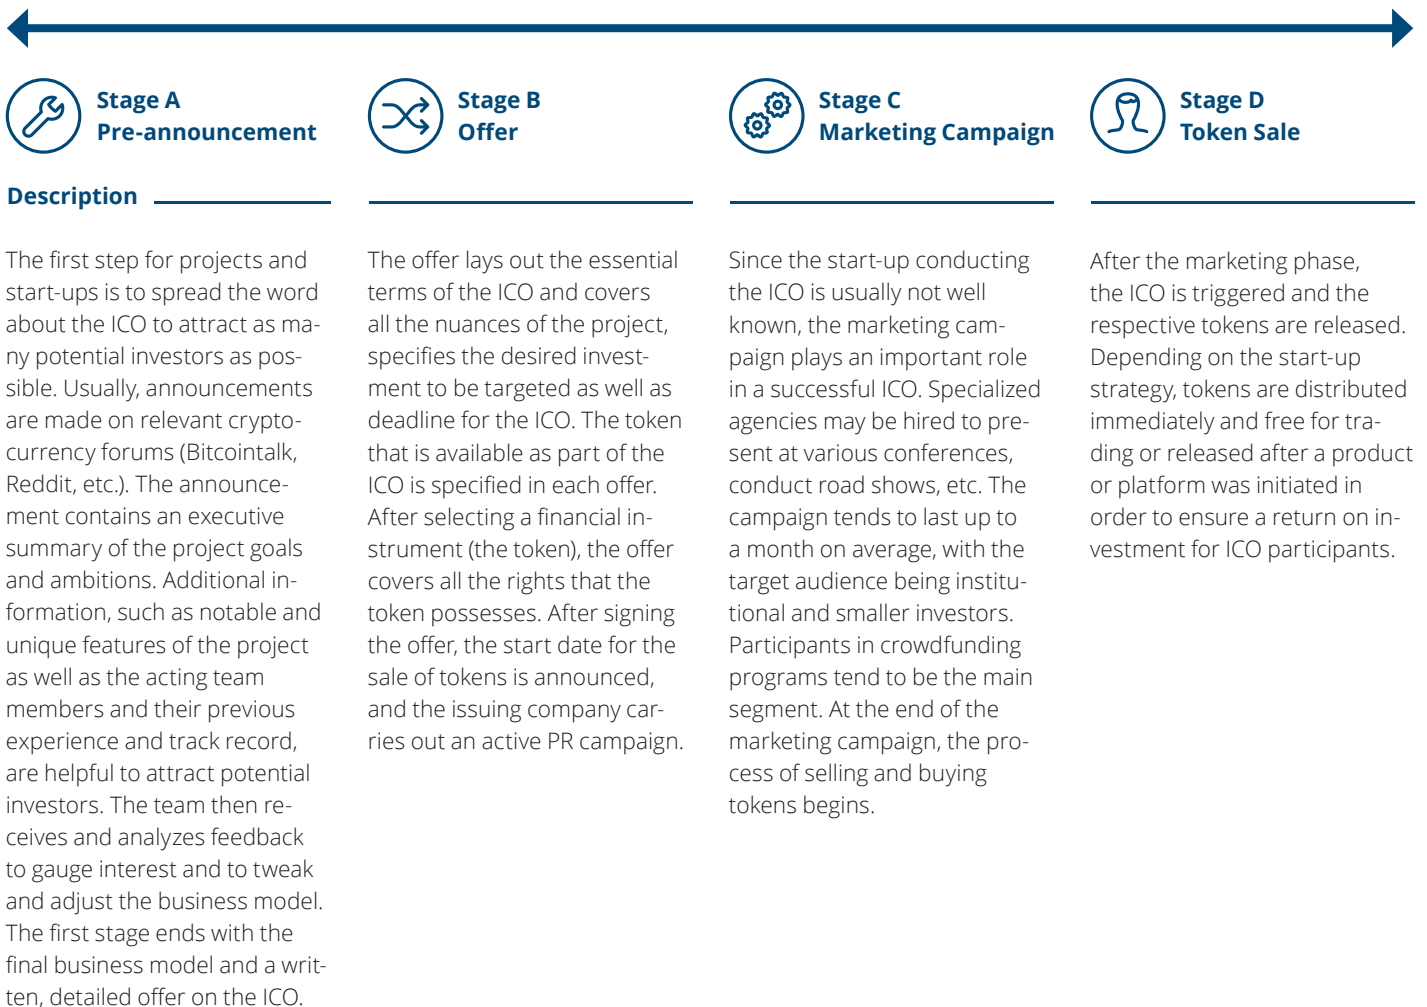 Stage A
Pre-announcement
Stage B
Offer
Stage C
Marketing Campaign
Stage D
Token Sale
Description
The first step for projects and
start-ups is to spread the word
about the ICO to attract as ma-
ny potential investors as pos-
sible. Usually, announcements
are made on relevant crypto-
currency forums (Bitcointalk,
Reddit, etc.). The announce-
ment contains an executive
summary of the project goals
and ambitions. Additional in-
formation, such as notable and
unique features of the project
as well as the acting team
members and their previous
experience and track record,
are helpful to attract potential
investors. The team then re-
ceives and analyzes feedback
to gauge interest and to tweak
and adjust the business model.
The first stage ends with the
final business model and a writ-
ten, detailed offer on the ICO.
The offer lays out the essential
terms of the ICO and covers
all the nuances of the project,
specifies the desired invest-
ment to be targeted as well as
deadline for the ICO. The token
that is available as part of the
ICO is specified in each offer.
After selecting a financial in-
strument (the token), the offer
covers all the rights that the
token possesses. After signing
the offer, the start date for the
sale of tokens is announced,
and the issuing company car-
ries out an active PR campaign.
Since the start-up conducting
the ICO is usually not well
known, the marketing cam-
paign plays an important role
in a successful ICO. Specialized
agencies may be hired to pre-
sent at various conferences,
conduct road shows, etc. The
campaign tends to last up to
a month on average, with the
target audience being institu-
tional and smaller investors.
Participants in crowdfunding
programs tend to be the main
segment. At the end of the
marketing campaign, the pro-
cess of selling and buying
tokens begins.
After the marketing phase,
the ICO is triggered and the
respective tokens are released.
Depending on the start-up
strategy, tokens are distributed
immediately and free for tra-
ding or released after a product
or platform was initiated in
order to ensure a return on in-
vestment for ICO participants.